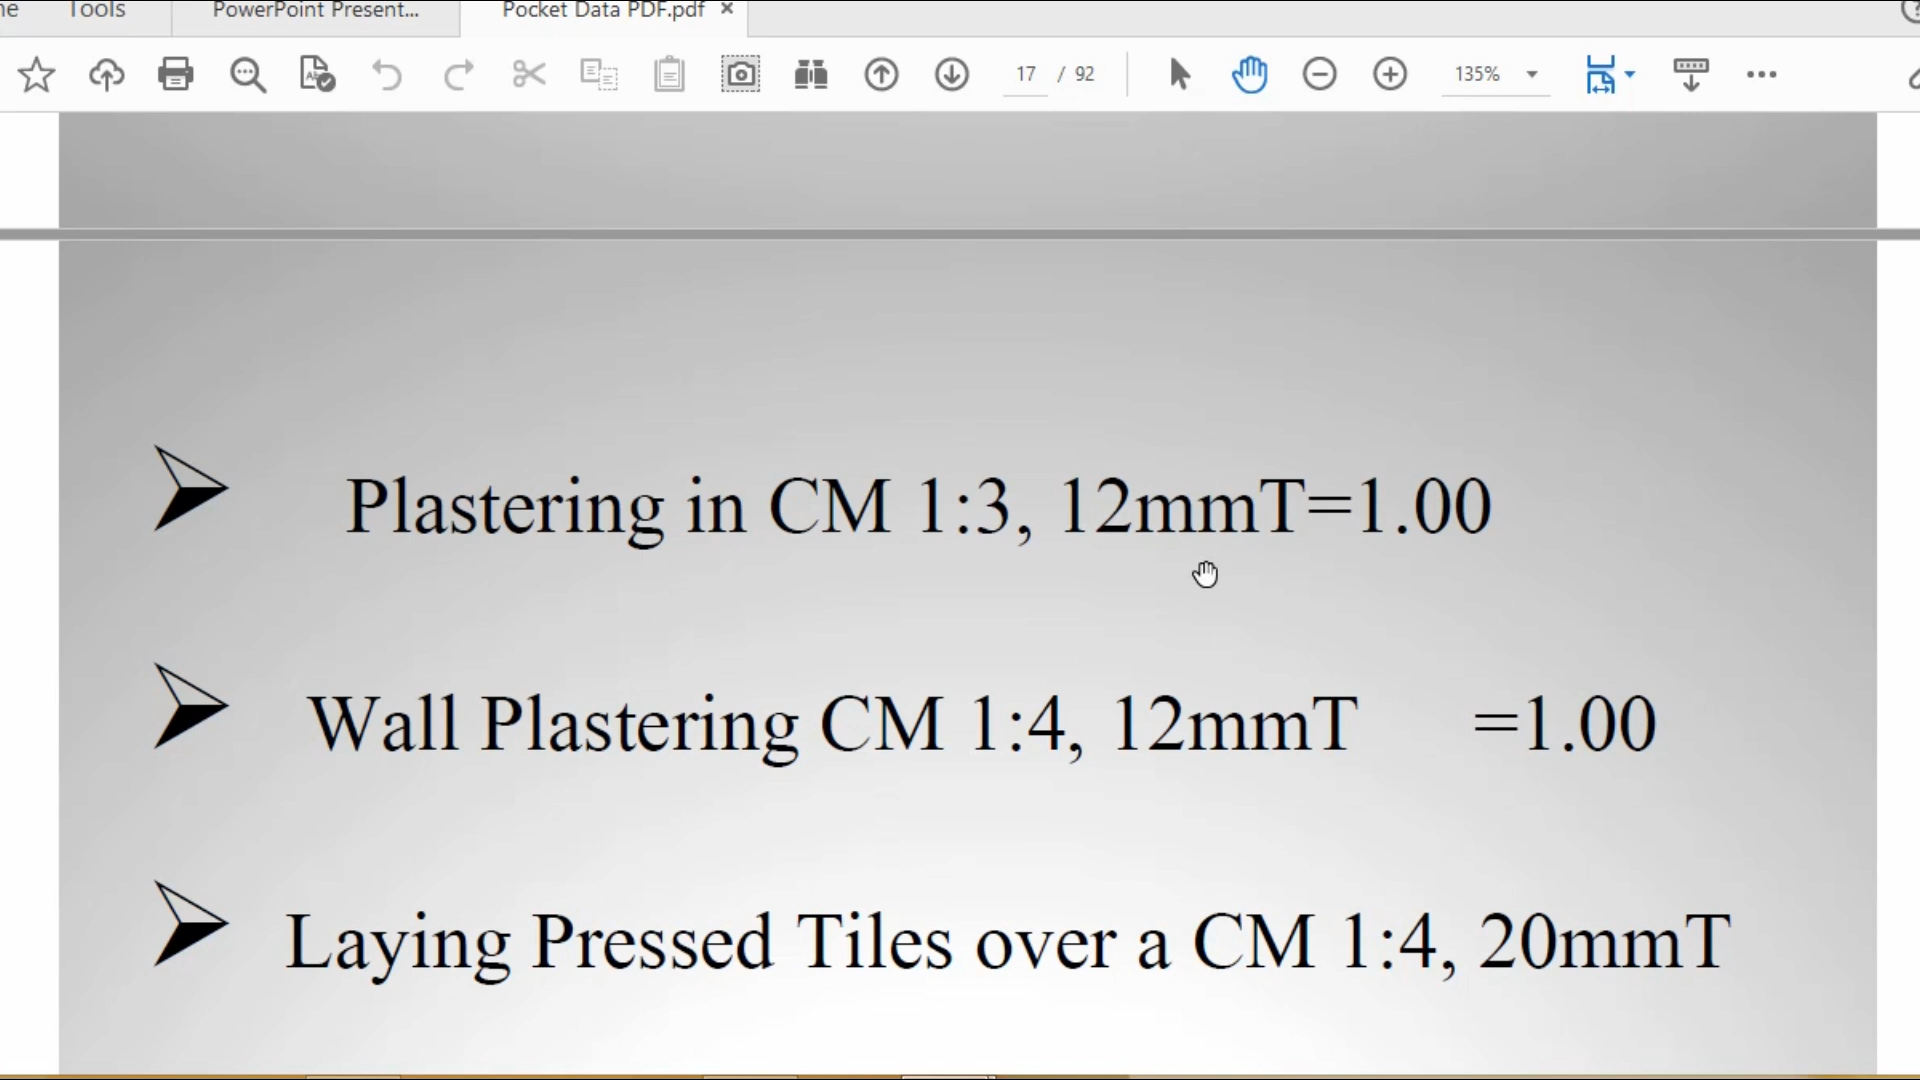 Tools
PowerPoint Present...
Pocket Data PDF.pdf ×
17 / 92
135%
Plastering in CM 1:3, 12mmT=1.00
Wall Plastering CM 1:4, 12mmT =1.00
Laying Pressed Tiles over a CM 1:4, 20mmT